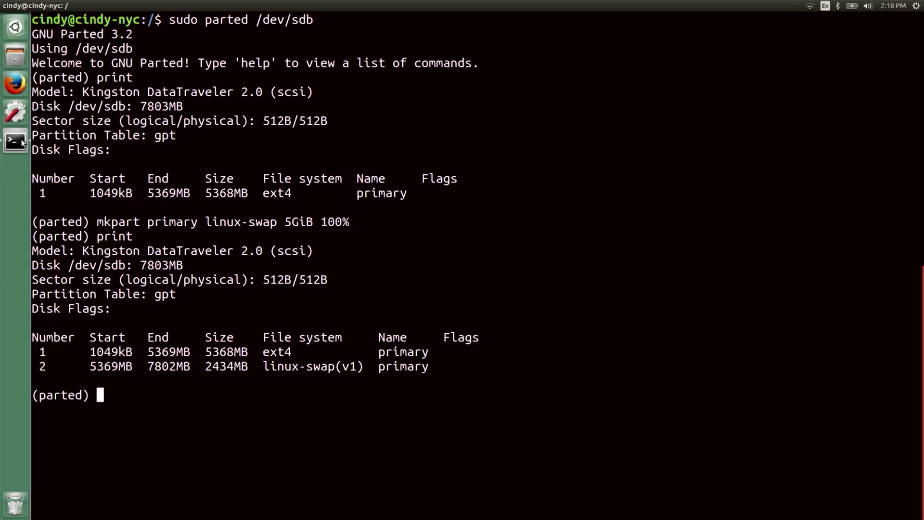 cindy@cindy-nyc: /
En
2:18 PM
cindy@cindy-nyc:/$ sudo parted /dev/sdb
GNU Parted 3.2
Using /dev/sdb
Welcome to GNU Parted! Type 'help' to view a list of commands.
(parted) print
Model: Kingston DataTraveler 2.0 (scsi)
Disk /dev/sdb: 7803MB
Sector size (logical/physical): 512B/512B
Partition Table: gpt
Disk Flags:
Number  Start   End     Size    File system  Name     Flags
 1      1049kB  5369MB  5368MB  ext4         primary
(parted) mkpart primary linux-swap 5GiB 100%
(parted) print
Model: Kingston DataTraveler 2.0 (scsi)
Disk /dev/sdb: 7803MB
Sector size (logical/physical): 512B/512B
Partition Table: gpt
Disk Flags:
Number  Start   End     Size    File system     Name     Flags
 1      1049kB  5369MB  5368MB  ext4            primary
 2      5369MB  7802MB  2434MB  linux-swap(v1)  primary
(parted)